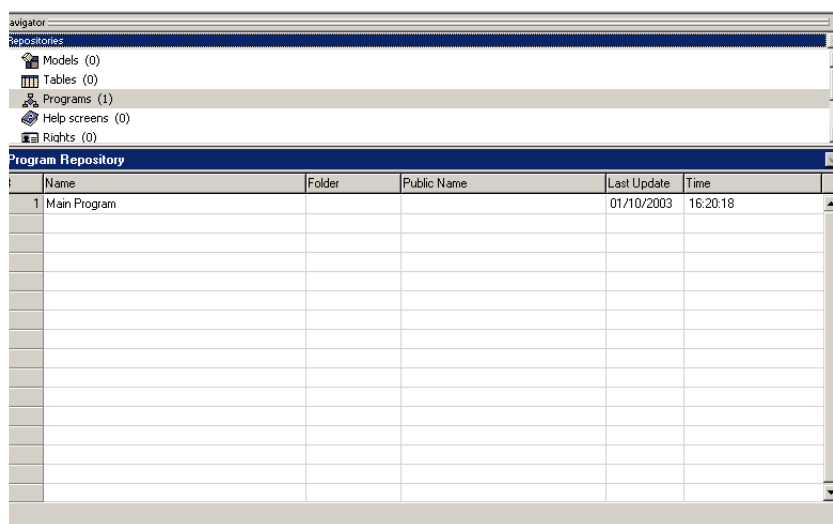 avigator
Repositories
Models (0)
Tables (0)
Programs (1)
Help screens (0)
Rights (0)
Program Repository
Name Folder Public Name Last Update Time
1 Main Program 01/10/2003 16:20:18